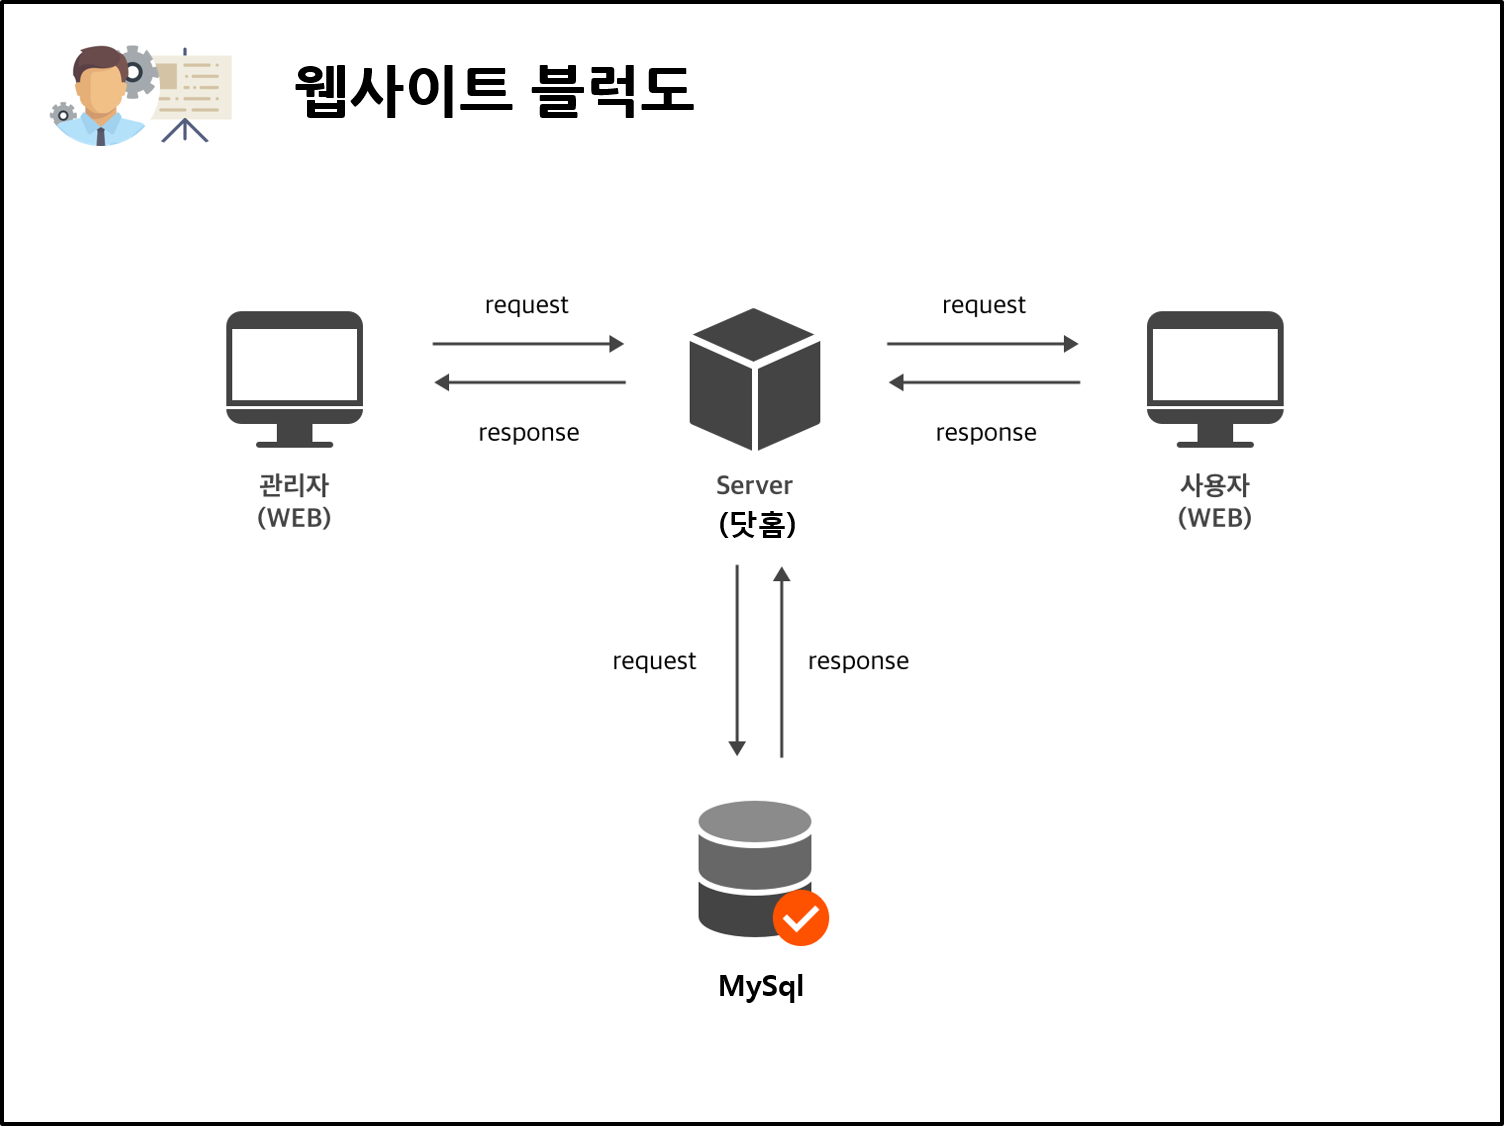 웹사이트 블럭도
request
request
response
response
관리자
(WEB)
Server
(닷홈)
사용자
(WEB)
request
response
MySql